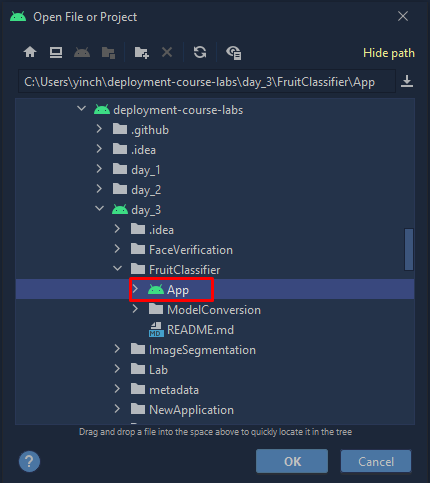 Open File or Project
Hide path
C:\Users\yinch\deployment-course-labs\day_3\FruitClassifier\App
deployment-course-labs
.github
.idea
day_1
day_2
day_3
.idea
FaceVerification
FruitClassifier
App
ModelConversion
MD README.md
ImageSegmentation
Lab
metadata
NewApplication
Drag and drop a file into the space above to quickly locate it in the tree
? OK Cancel